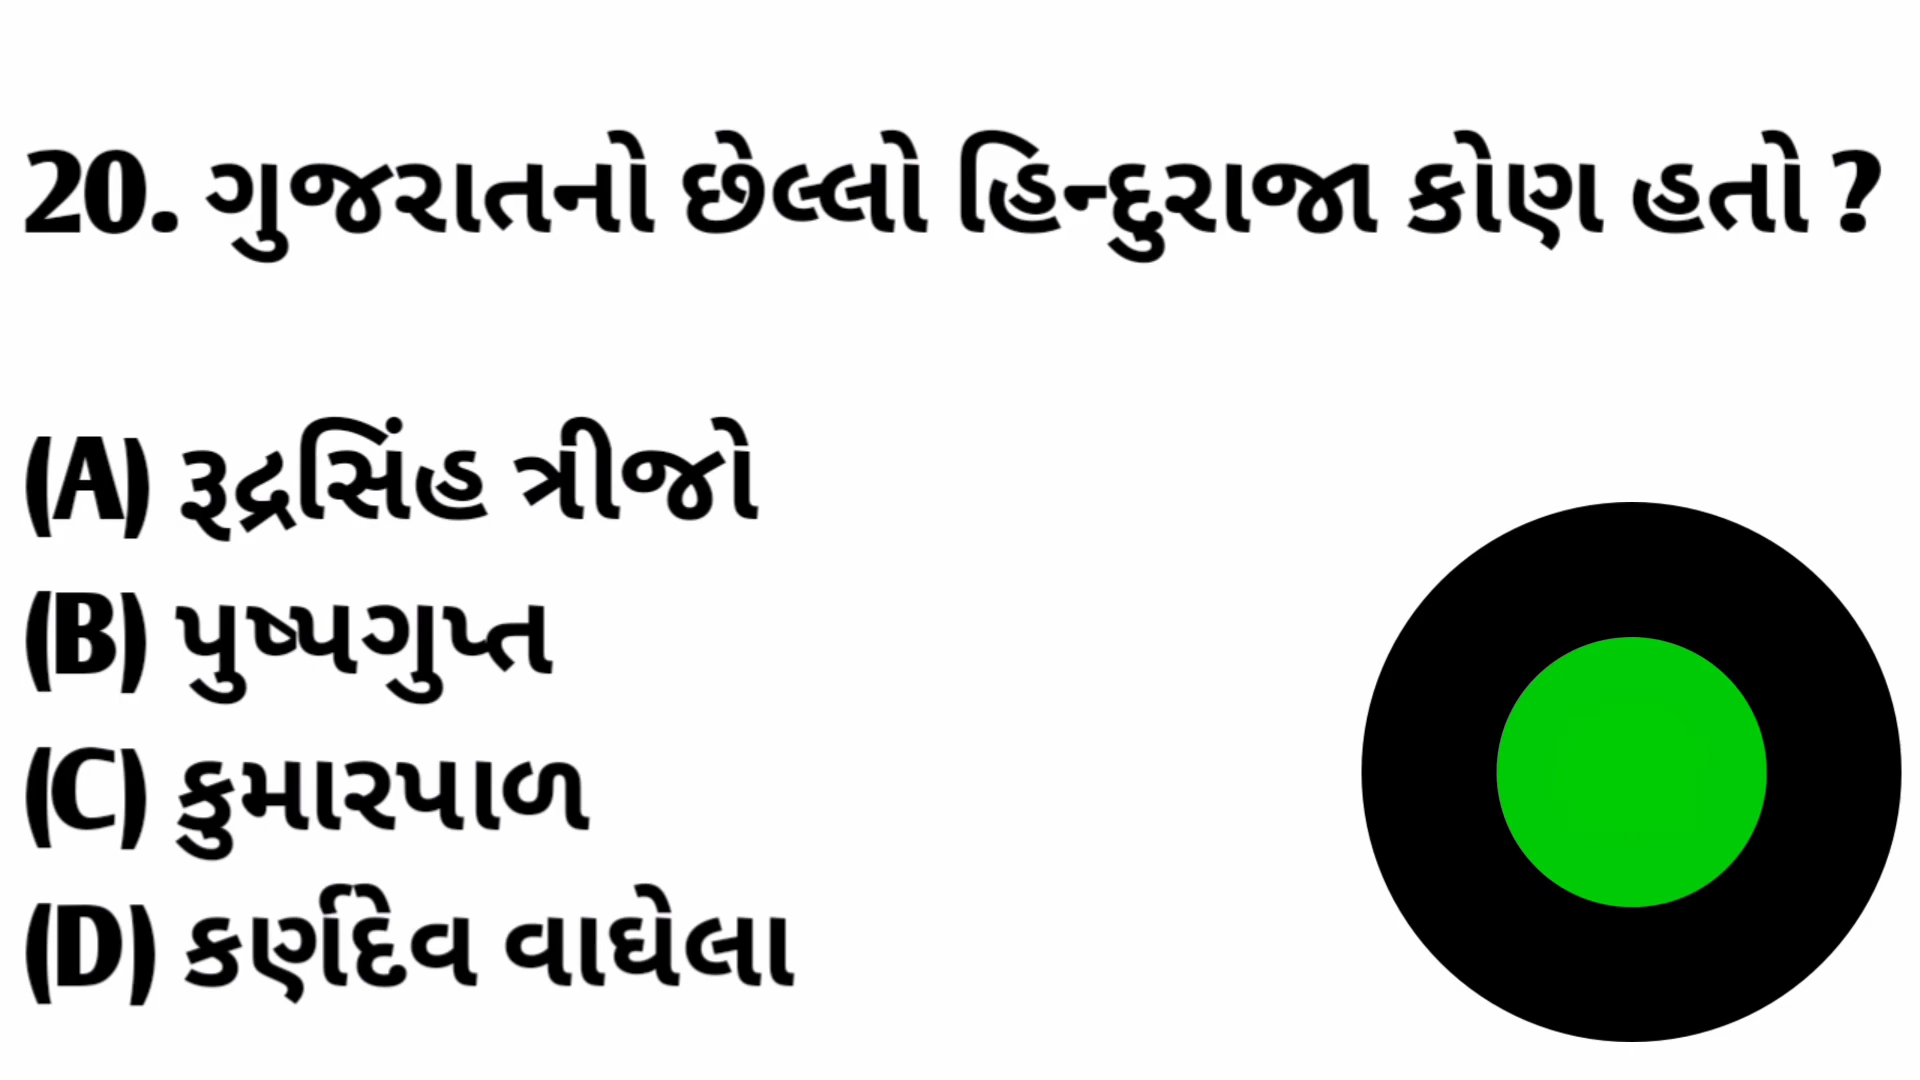 20. ગુજરાતનો છેલ્લો હિન્દુરાજા કોણ હતો ?
(A) રૂદ્રસિંહ ત્રીજો
(B) પુષ્પગુપ્ત
(C) કુમારપાળ
(D) કર્ણદેવ વાઘેલા